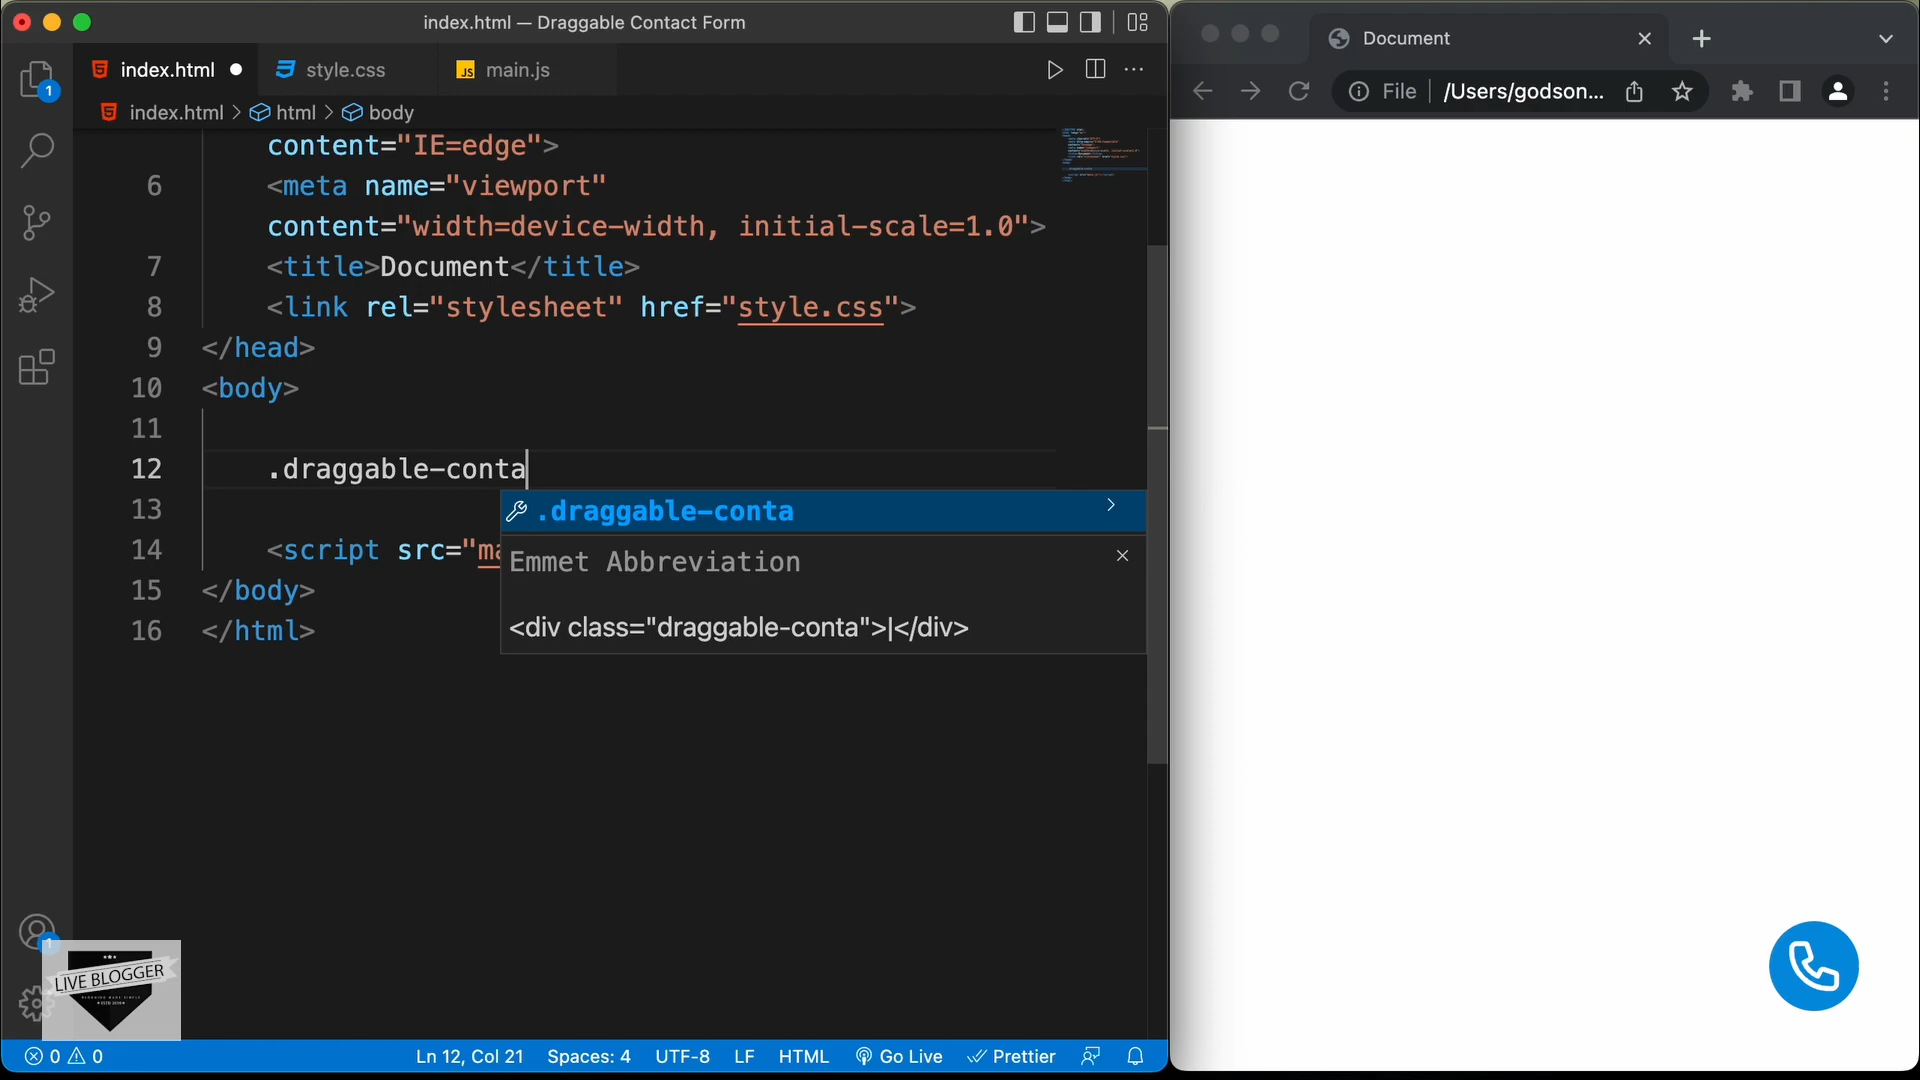 index.html — Draggable Contact Form
index.html
style.css
JS main.js
index.html > html > body
content="IE=edge">
6 <meta name="viewport"
content="width=device-width, initial-scale=1.0">
7 <title>Document</title>
8 <link rel="stylesheet" href="style.css">
9 </head>
10 <body>
11
12 .draggable-conta
13
14 <script src="ma
15 </body>
16 </html>
.draggable-conta
Emmet Abbreviation
<div class="draggable-conta">|</div>
1
1
LIVE BLOGGER
0 0
Ln 12, Col 21
Spaces: 4
UTF-8
LF
HTML
Go Live
Prettier
Document
File
/Users/godson...